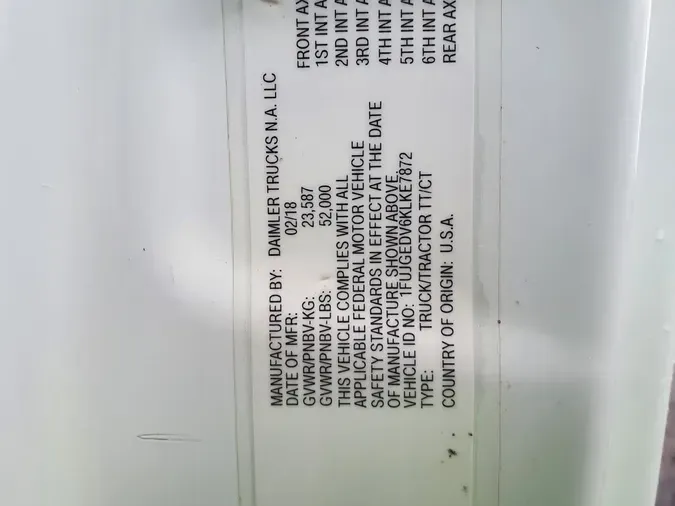 MANUFACTURED BY: DAIMLER TRUCKS N.A. LLC
DATE OF MFR: 02/18
GVWR/PNBV-KG: 23,587
GVWR/PNBV-LBS: 52,000
THIS VEHICLE COMPLIES WITH ALL
APPLICABLE FEDERAL MOTOR VEHICLE
SAFETY STANDARDS IN EFFECT AT THE DATE
OF MANUFACTURE SHOWN ABOVE.
VEHICLE ID NO: 1FUJGEDV6KLKE7872
TYPE: TRUCK/TRACTOR TT/CT
COUNTRY OF ORIGIN: U.S.A.
FRONT AX
1ST INT A
2ND INT A
3RD INT A
4TH INT A
5TH INT A
6TH INT A
REAR AX